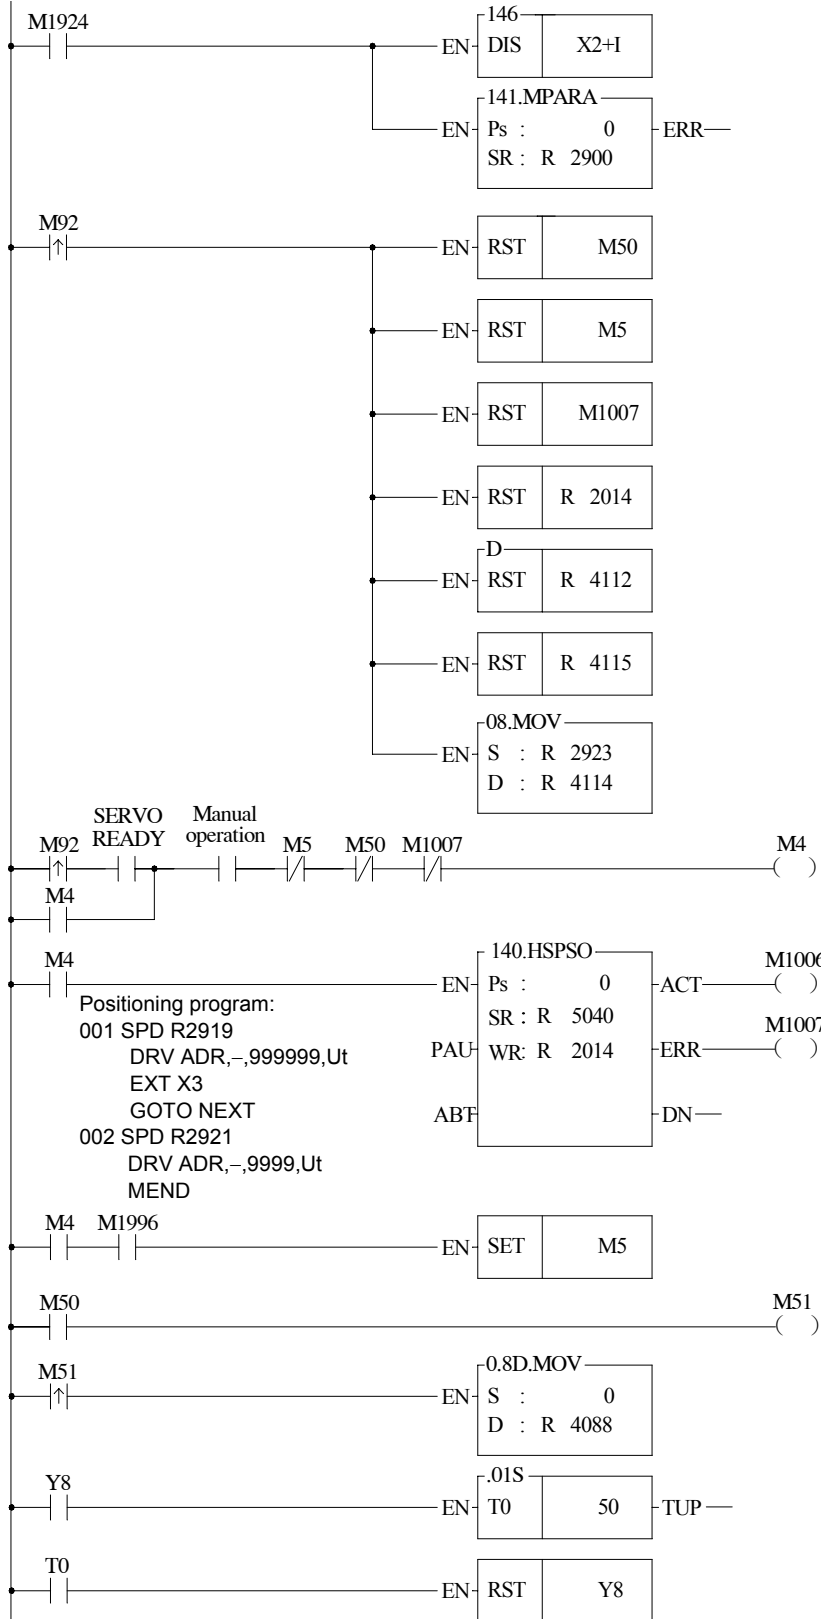 M1924
146
EN DIS X2+I
141.MPARA
EN Ps : 0 ERR
SR : R 2900
M92
EN RST M50
EN RST M5
EN RST M1007
EN RST R 2014
D
EN RST R 4112
EN RST R 4115
08.MOV
EN S : R 2923
D : R 4114
SERVO READY
Manual operation
M92 M5 M50 M1007 M4
M4
M4
140.HSPSO
EN Ps : 0 ACT M1006
SR : R 5040
PAU WR: R 2014 ERR M1007
ABT DN
Positioning program:
001 SPD R2919
DRV ADR,–,999999,Ut
EXT X3
GOTO NEXT
002 SPD R2921
DRV ADR,–,9999,Ut
MEND
M4 M1996
EN SET M5
M50 M51
M51
0.8D.MOV
EN S : 0
D : R 4088
Y8
.01S
EN T0 50 TUP
T0
EN RST Y8